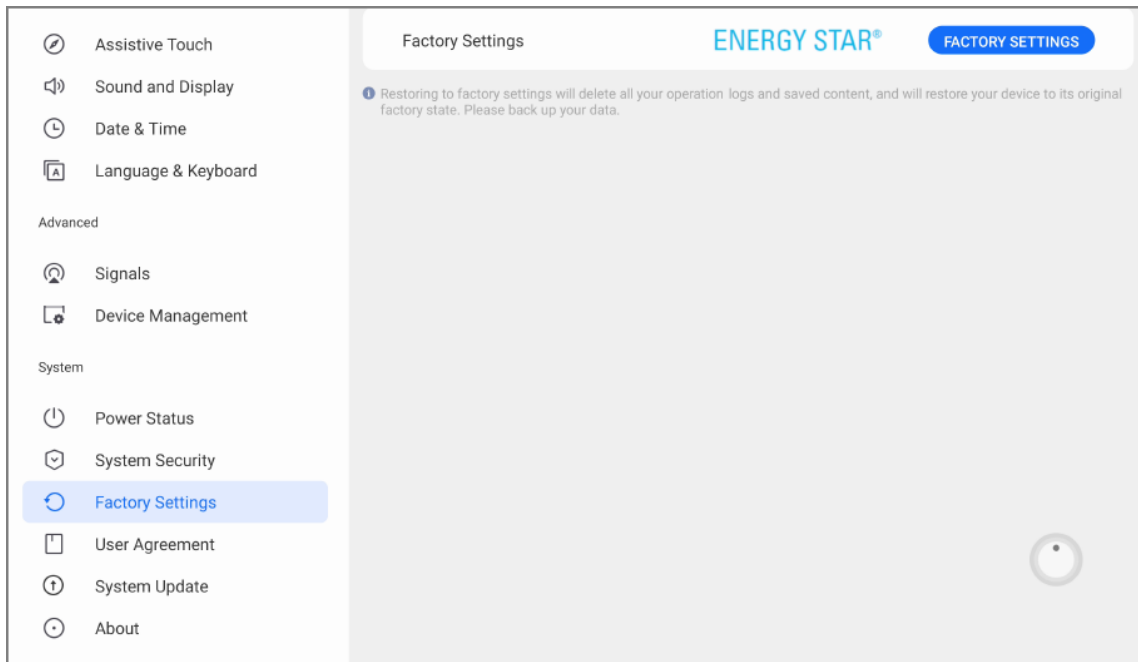 Assistive Touch
Sound and Display
Date & Time
A
Language & Keyboard
Advanced
Signals
Device Management
System
Power Status
System Security
Factory Settings
User Agreement
System Update
About
Factory Settings
ENERGY STAR®
FACTORY SETTINGS
Restoring to factory settings will delete all your operation logs and saved content, and will restore your device to its original
factory state. Please back up your data.